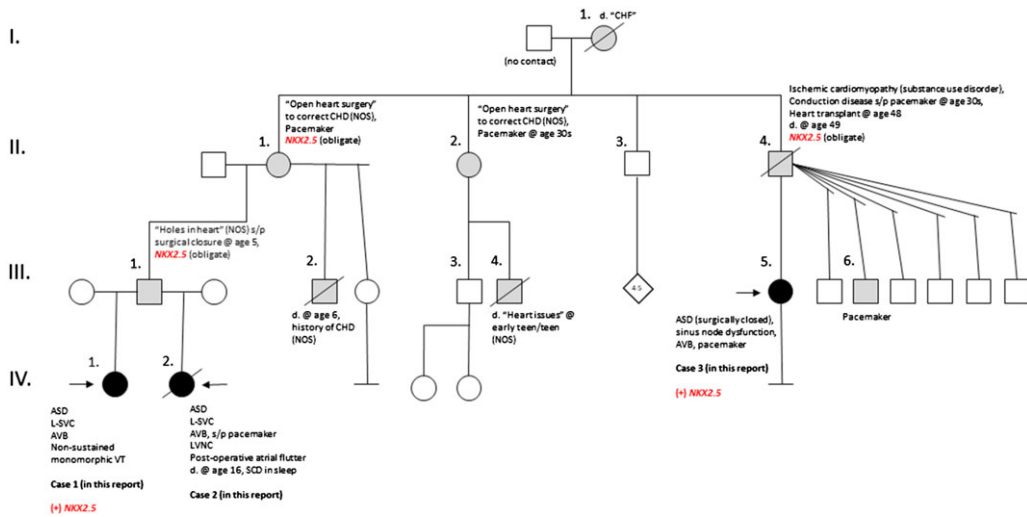 I.
1. d. “CHF”
(no contact)
“Open heart surgery”
to correct CHD (NOS),
Pacemaker
NKX2.5 (obligate)
“Open heart surgery”
to correct CHD (NOS),
Pacemaker @ age 30s
Ischemic cardiomyopathy (substance use disorder),
Conduction disease s/p pacemaker @ age 30s,
Heart transplant @ age 48
d. @ age 49
NKX2.5 (obligate)
II.
1.
2.
3.
4.
“Holes in heart” (NOS) s/p
surgical closure @ age 5,
NKX2.5 (obligate)
III.
1.
2.
3.
4.
5.
6.
4-5
d. @ age 6,
history of CHD
(NOS)
d. “Heart issues” @
early teen/teen
(NOS)
ASD (surgically closed),
sinus node dysfunction,
AVB, pacemaker
Case 3 (in this report)
(+) NKX2.5
Pacemaker
IV.
1.
2.
ASD
L-SVC
AVB
Non-sustained
monomorphic VT
Case 1 (in this report)
(+) NKX2.5
ASD
L-SVC
AVB, s/p pacemaker
LVNC
Post-operative atrial flutter
d. @ age 16, SCD in sleep
Case 2 (in this report)